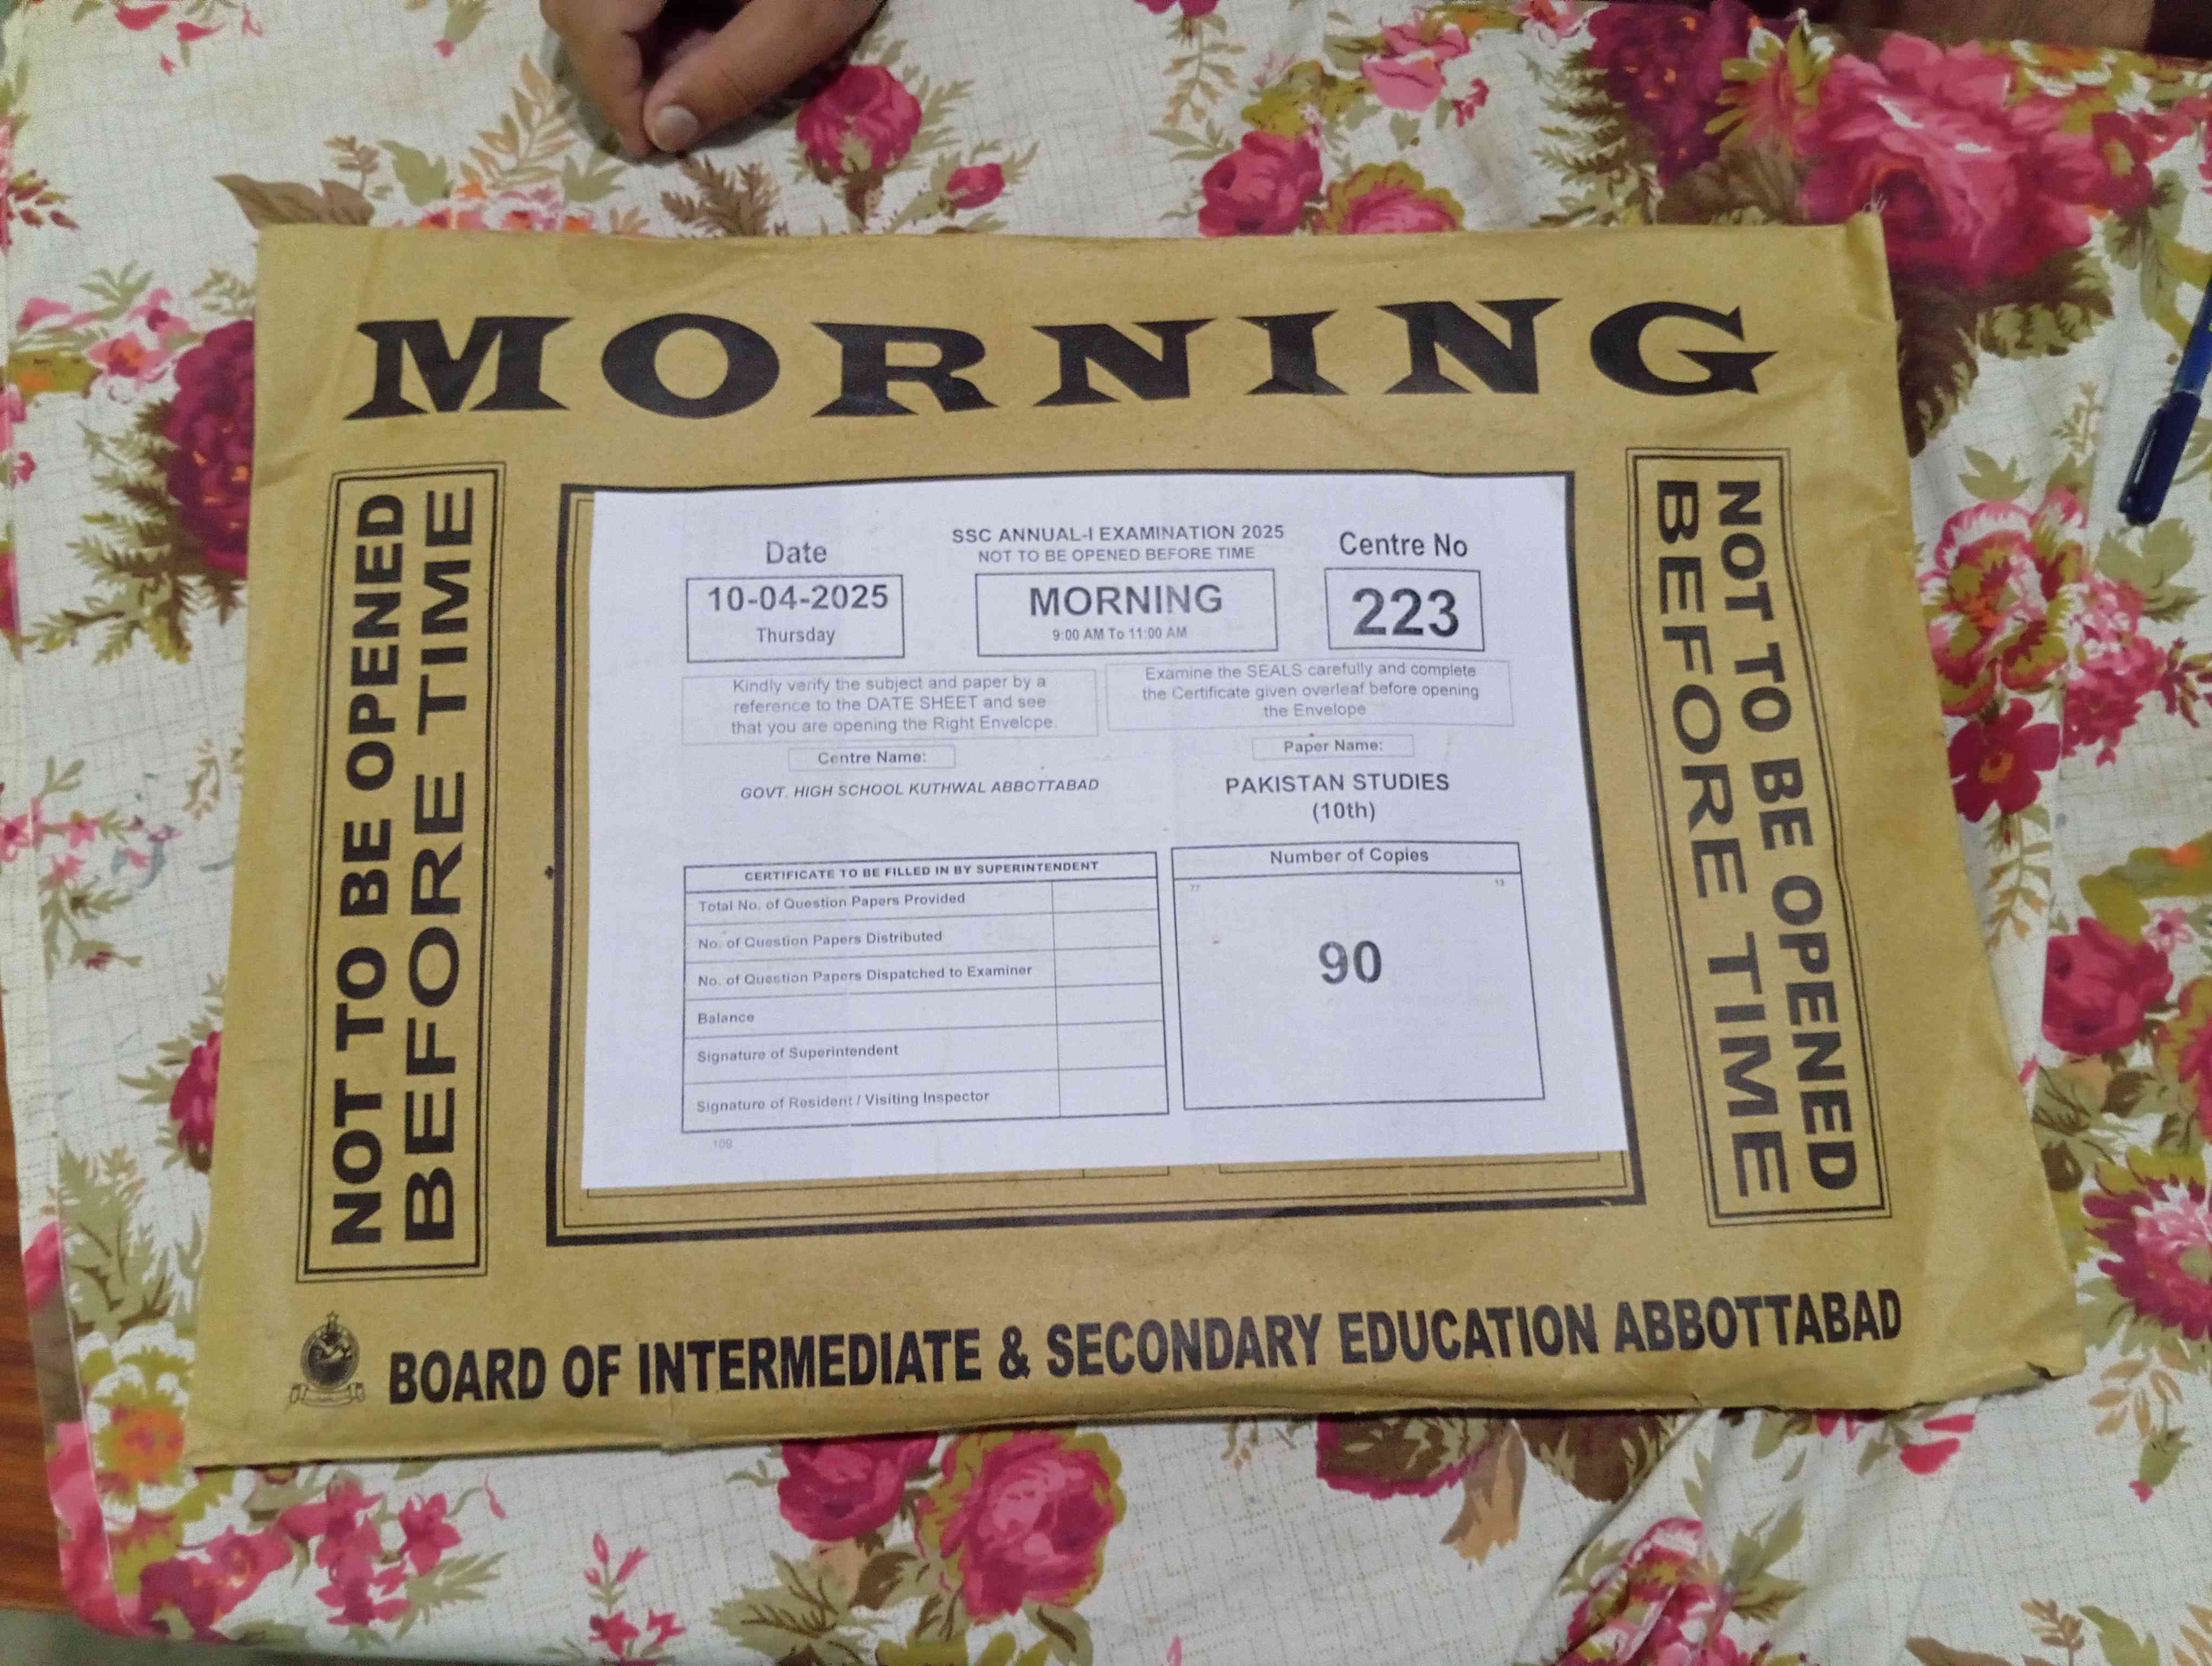 MORNING
NOT TO BE OPENED
BEFORE TIME
Date
10-04-2025
Thursday
SSC ANNUAL-I EXAMINATION 2025
NOT TO BE OPENED BEFORE TIME
MORNING
9:00 AM To 11:00 AM
Centre No
223
Kindly verify the subject and paper by a
reference to the DATE SHEET and see
that you are opening the Right Envelope.
Examine the SEALS carefully and complete
the Certificate given overleaf before opening
the Envelope
Centre Name:
GOVT. HIGH SCHOOL KUTHWAL ABBOTTABAD
Paper Name:
PAKISTAN STUDIES
(10th)
CERTIFICATE TO BE FILLED IN BY SUPERINTENDENT
Total No. of Question Papers Provided
No. of Question Papers Distributed
No. of Question Papers Dispatched to Examiner
Balance
Signature of Superintendent
Signature of Resident / Visiting Inspector
109
Number of Copies
77 13
90
NOT TO BE OPENED
BEFORE TIME
BOARD OF INTERMEDIATE & SECONDARY EDUCATION ABBOTTABAD